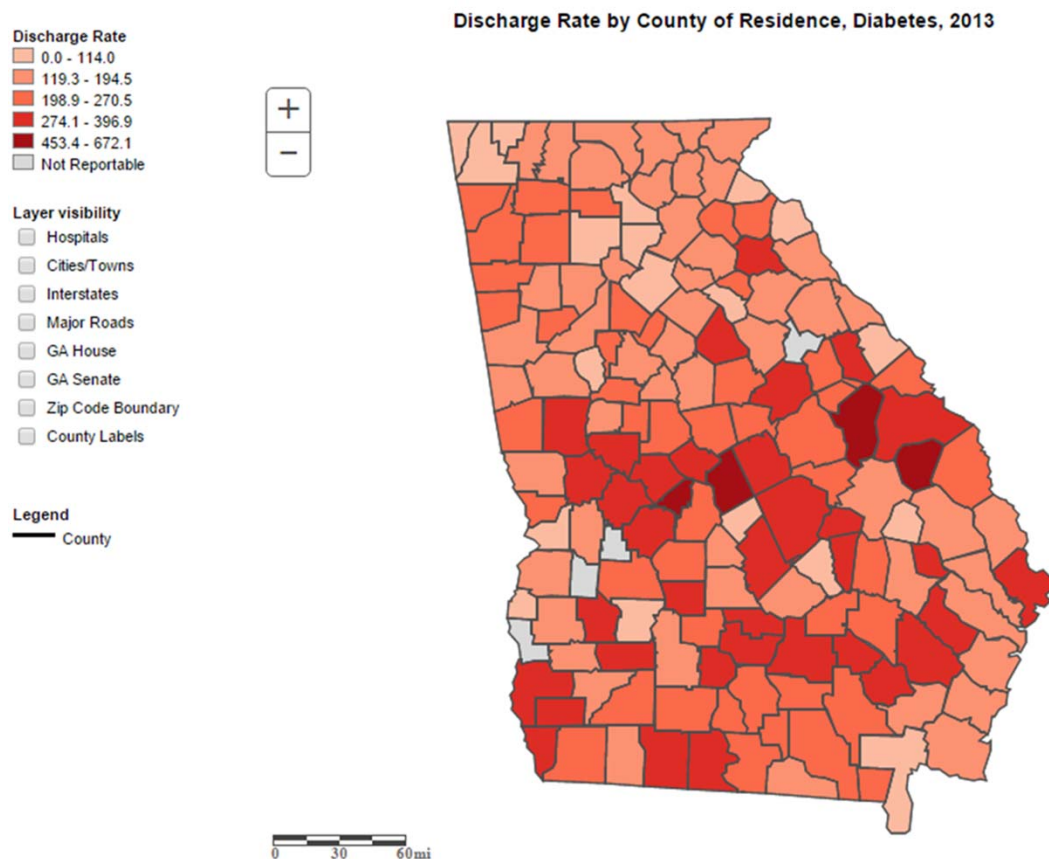 Discharge Rate by County of Residence, Diabetes, 2013
Discharge Rate
0.0 - 114.0
119.3 - 194.5
198.9 - 270.5
274.1 - 396.9
453.4 - 672.1
Not Reportable
+
−
Layer visibility
Hospitals
Cities/Towns
Interstates
Major Roads
GA House
GA Senate
Zip Code Boundary
County Labels
Legend
County
0 30 60mi